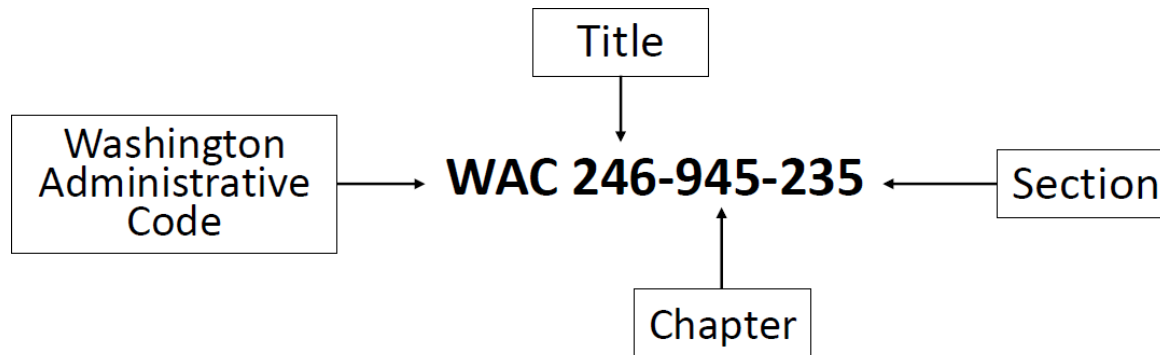 Title
Washington
Administrative
Code
WAC 246-945-235
Section
Chapter